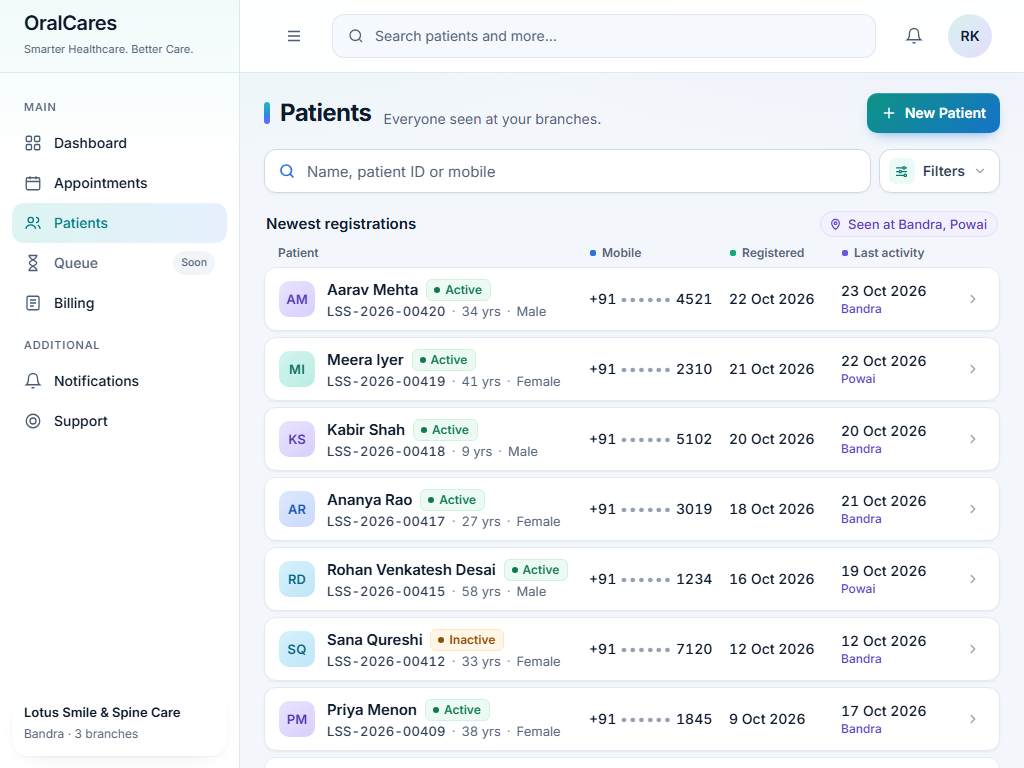 OralCares
Smarter Healthcare. Better Care.
Search patients and more...
RK
MAIN
Dashboard
Appointments
Patients
Queue Soon
Billing
ADDITIONAL
Notifications
Support
Lotus Smile & Spine Care
Bandra · 3 branches
Patients Everyone seen at your branches.
+ New Patient
Name, patient ID or mobile
Filters
Newest registrations
Seen at Bandra, Powai
Patient Mobile Registered Last activity
AM Aarav Mehta Active
LSS-2026-00420 · 34 yrs · Male
+91 •••••• 4521 22 Oct 2026 23 Oct 2026
Bandra
MI Meera Iyer Active
LSS-2026-00419 · 41 yrs · Female
+91 •••••• 2310 21 Oct 2026 22 Oct 2026
Powai
KS Kabir Shah Active
LSS-2026-00418 · 9 yrs · Male
+91 •••••• 5102 20 Oct 2026 20 Oct 2026
Bandra
AR Ananya Rao Active
LSS-2026-00417 · 27 yrs · Female
+91 •••••• 3019 18 Oct 2026 21 Oct 2026
Bandra
RD Rohan Venkatesh Desai Active
LSS-2026-00415 · 58 yrs · Male
+91 •••••• 1234 16 Oct 2026 19 Oct 2026
Powai
SQ Sana Qureshi Inactive
LSS-2026-00412 · 33 yrs · Female
+91 •••••• 7120 12 Oct 2026 12 Oct 2026
Bandra
PM Priya Menon Active
LSS-2026-00409 · 38 yrs · Female
+91 •••••• 1845 9 Oct 2026 17 Oct 2026
Bandra